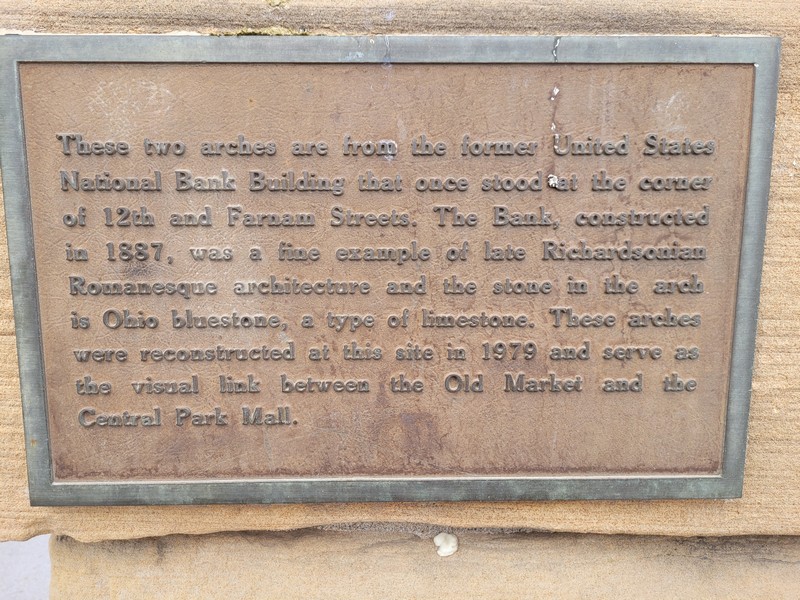 These two arches are from the former United States
National Bank Building that once stood at the corner
of 12th and Farnam Streets. The Bank, constructed
in 1887, was a fine example of late Richardsonian
Romanesque architecture and the stone in the arch
is Ohio bluestone, a type of limestone. These arches
were reconstructed at this site in 1979 and serve as
the visual link between the Old Market and the
Central Park Mall.